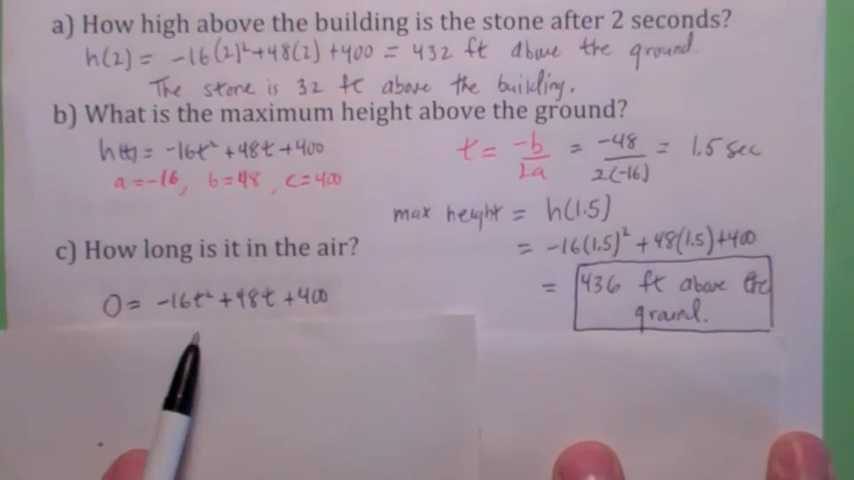 a) How high above the building is the stone after 2 seconds?
h(2) = -16(2)²+48(2)+400 = 432 ft above the ground.
The stone is 32 ft above the building.
b) What is the maximum height above the ground?
h(t) = -16t²+48t+400
a=-16, b=48, c=400
t = -b/2a = -48/2(-16) = 1.5 sec
max height = h(1.5)
= -16(1.5)²+48(1.5)+400
= 436 ft above the
ground.
c) How long is it in the air?
0 = -16t²+48t+400